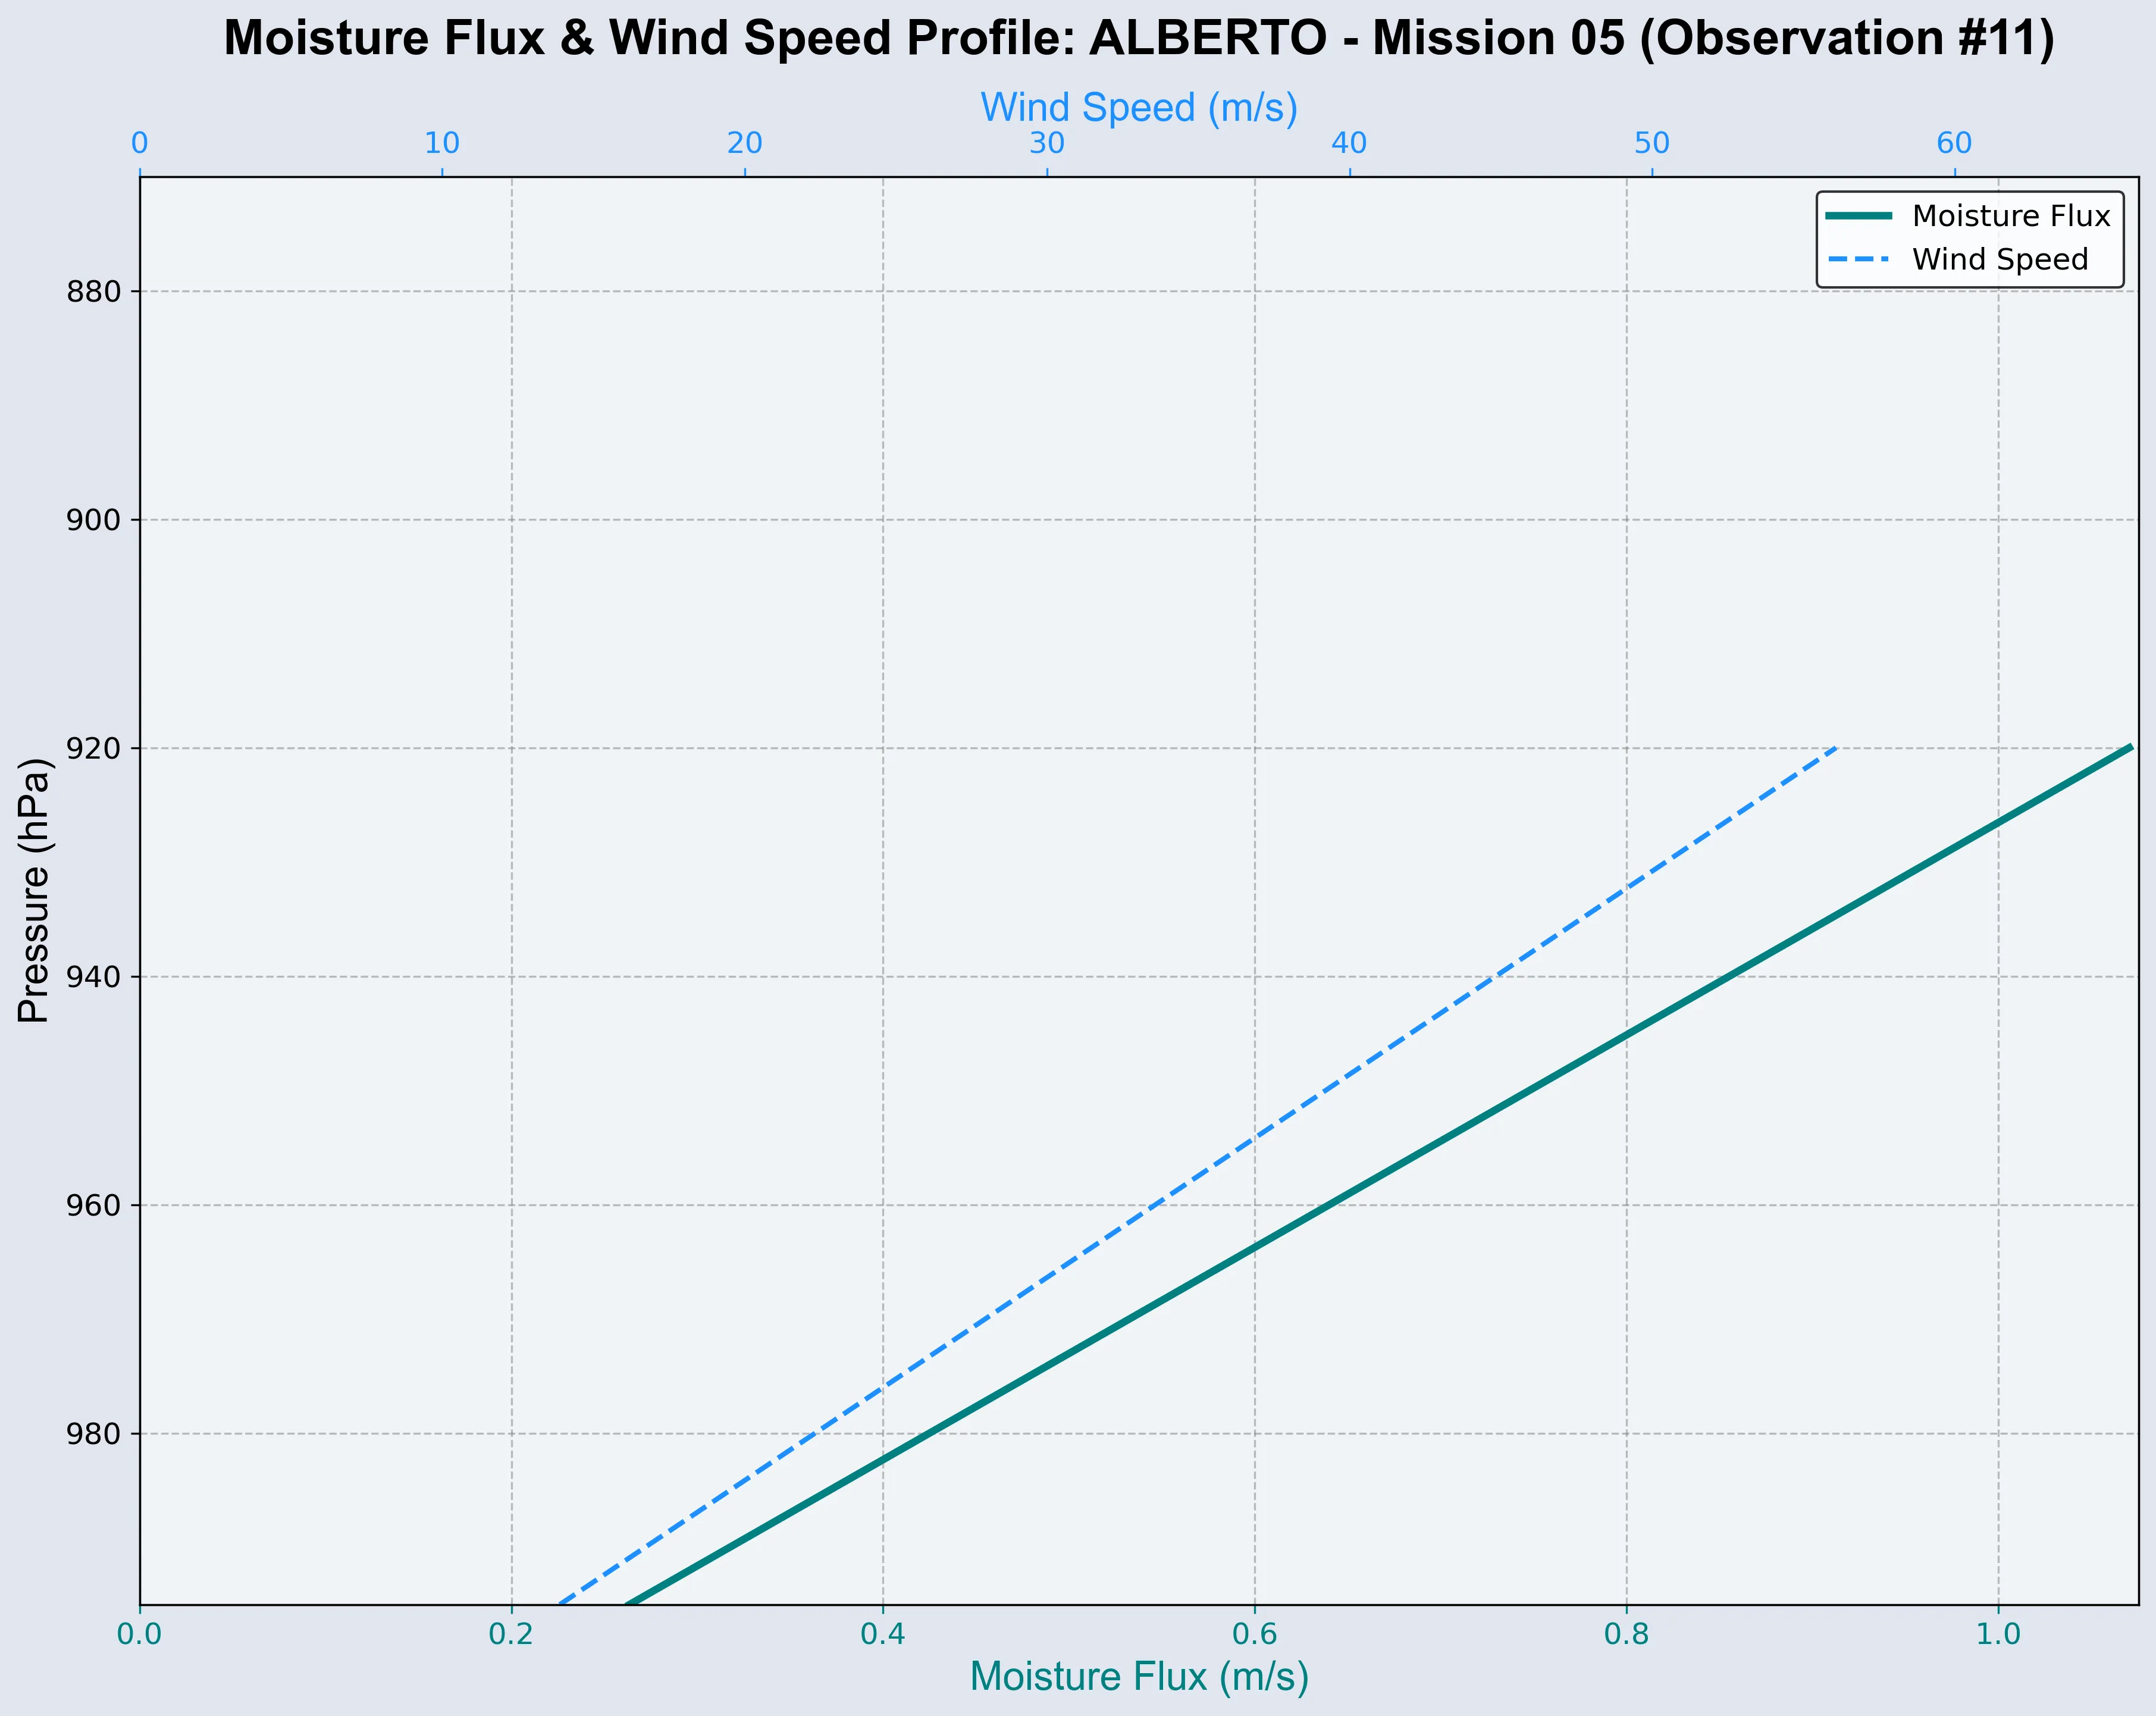 Moisture Flux & Wind Speed Profile: ALBERTO - Mission 05 (Observation #11)
Wind Speed (m/s)
0 10 20 30 40 50 60
Moisture Flux
Wind Speed
880
900
920
940
960
980
Pressure (hPa)
0.0 0.2 0.4 0.6 0.8 1.0
Moisture Flux (m/s)